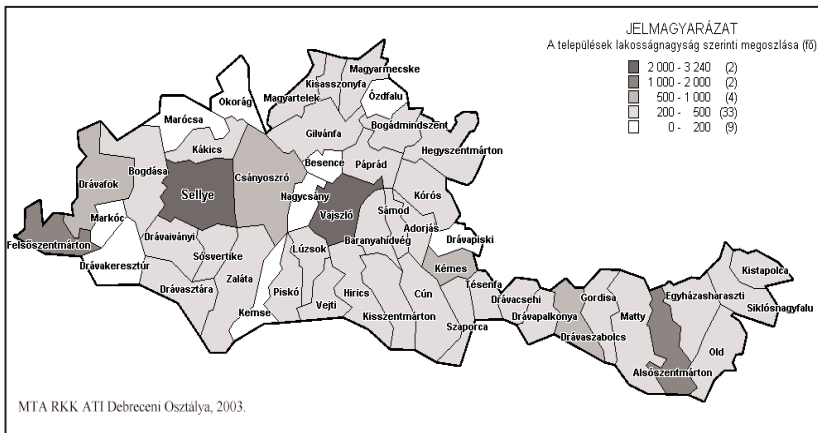 JELMAGYARÁZAT
A települések lakosságnagyság szerinti megoszlása (fő)
2 000 - 3 240 (2)
1 000 - 2 000 (2)
500 - 1 000 (4)
200 - 500 (33)
0 - 200 (9)
Magyarmecske
Kisasszonyfa
Okorág
Magyartelek
Ózdfalu
Marócsa
Bogádmindszent
Gilvánfa
Kákics
Hegyszentmárton
Besence
Páprád
Bogdása
Csányoszró
Drávafok
Sellye
Nagycsány
Kórós
Vajszló
Sámod
Markóc
Adorjás
Felsőszentmárton
Drávaiványi
Baranyahídvég
Drávapiski
Lúzsok
Sósvertike
Drávakeresztúr
Kémes
Kistapolca
Zaláta
Tésenfa
Drávasztára
Piskó
Hirics
Cún
Drávacsehi
Gordisa
Egyházasharaszti
Kemse
Vejti
Siklósnagyfalu
Kisszentmárton
Drávapalkonya
Matty
Szaporca
Drávaszabolcs
Old
Alsószentmárton
MTA RKK ATI Debreceni Osztálya, 2003.